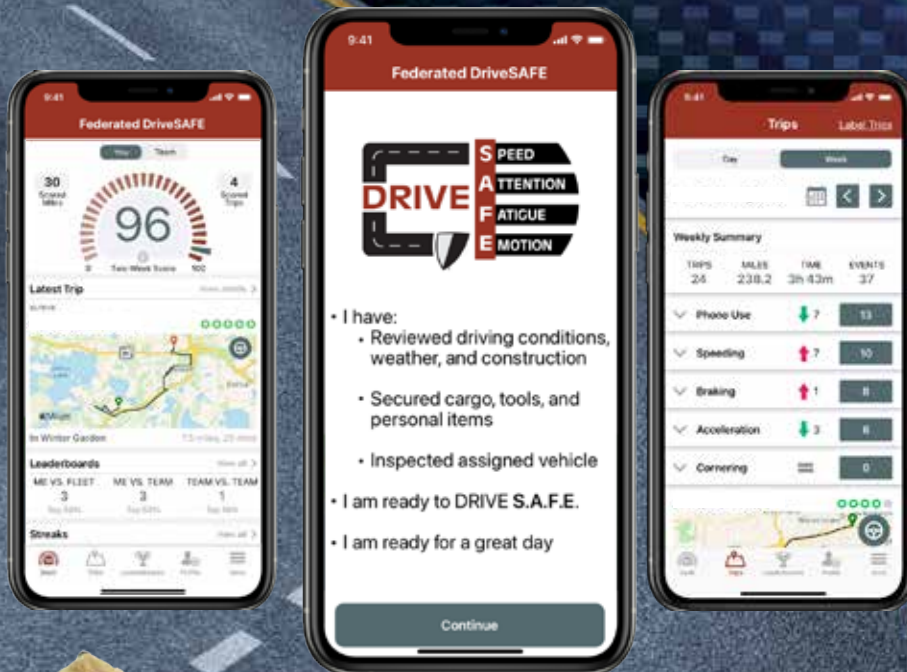 9:41
Federated DriveSAFE
You Team
30
Scored
Miles
4
Scored
Trips
96
0 Two-Week Score 100
Latest Trip
In Winter Garden
Leaderboards
View all >
ME VS. FLEET ME VS. TEAM TEAM VS. TEAM
3 3 1
Streaks
View all >
9:41
Federated DriveSAFE
DRIVE
SPEED
ATTENTION
FATIGUE
EMOTION
• I have:
• Reviewed driving conditions,
weather, and construction
• Secured cargo, tools, and
personal items
• Inspected assigned vehicle
• I am ready to DRIVE S.A.F.E.
• I am ready for a great day
Continue
9:41
Trips Label Trips
Day Week
Weekly Summary
TRIPS MILES TIME EVENTS
24 238.2 3h 43m 37
Phone Use 7 13
Speeding 7 10
Braking 1 8
Acceleration 3 6
Cornering 0
Trips